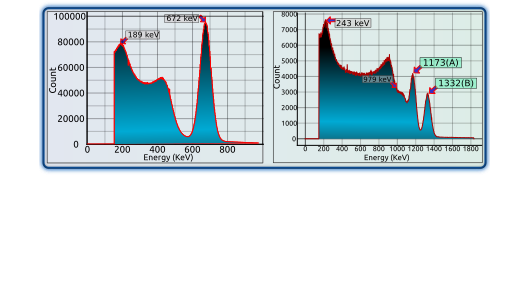 100000
80000
60000
40000
20000
0
Count
189 keV
672 keV
0 200 400 600 800
Energy (KeV)
8000
7000
6000
5000
4000
3000
2000
1000
0
Count
243 keV
979 keV
1173(A)
1332(B)
0 200 400 600 800 1000 1200 1400 1600 1800
Energy (KeV)